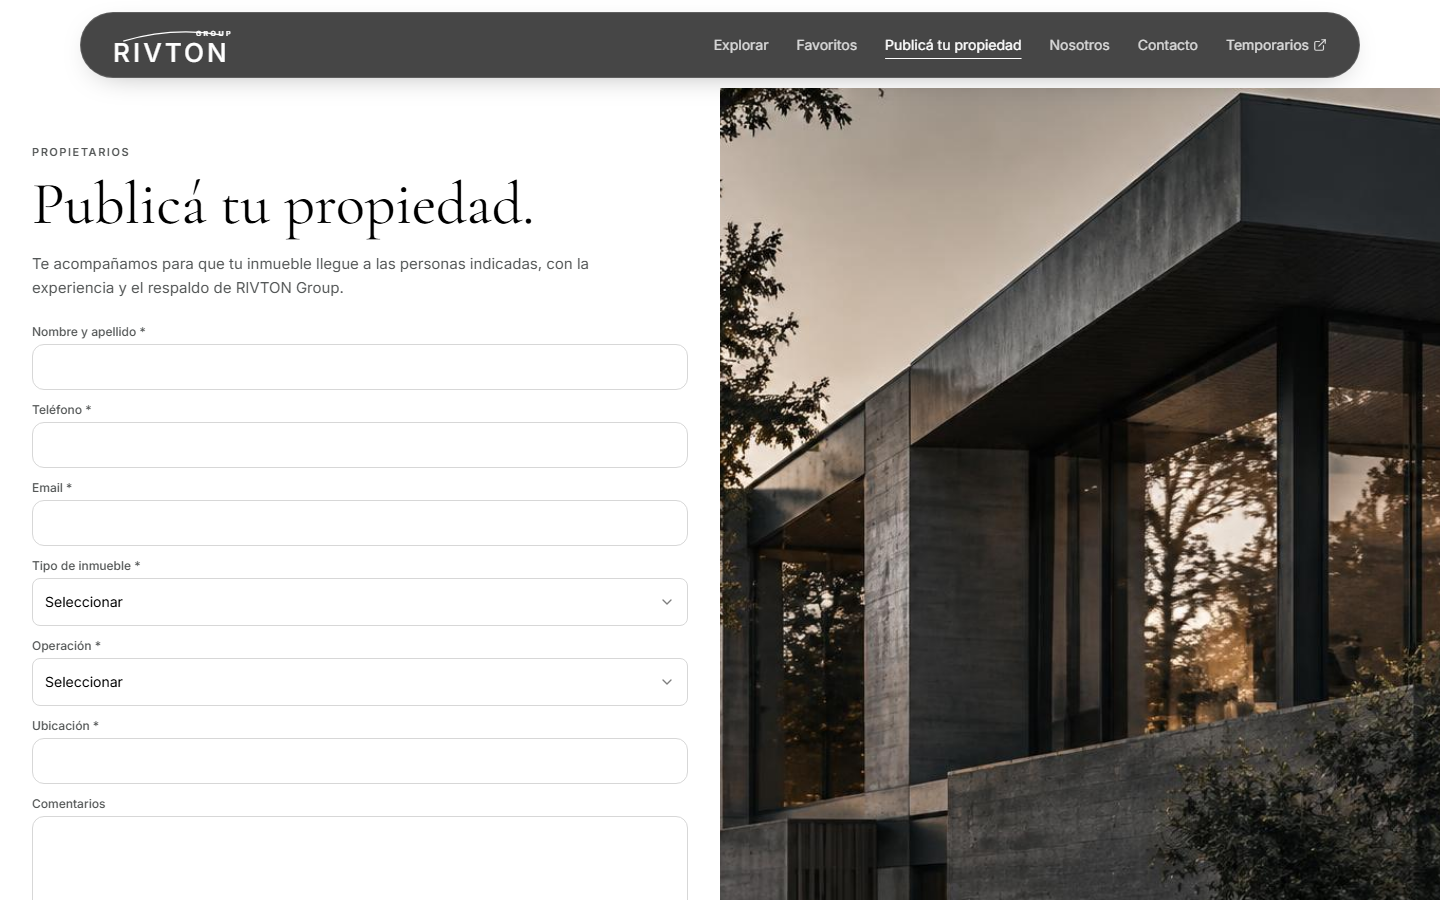 GROUP
RIVTON
Explorar Favoritos Publicá tu propiedad Nosotros Contacto Temporarios
PROPIETARIOS
Publicá tu propiedad.
Te acompañamos para que tu inmueble llegue a las personas indicadas, con la
experiencia y el respaldo de RIVTON Group.
Nombre y apellido *
Teléfono *
Email *
Tipo de inmueble *
Seleccionar
Operación *
Seleccionar
Ubicación *
Comentarios